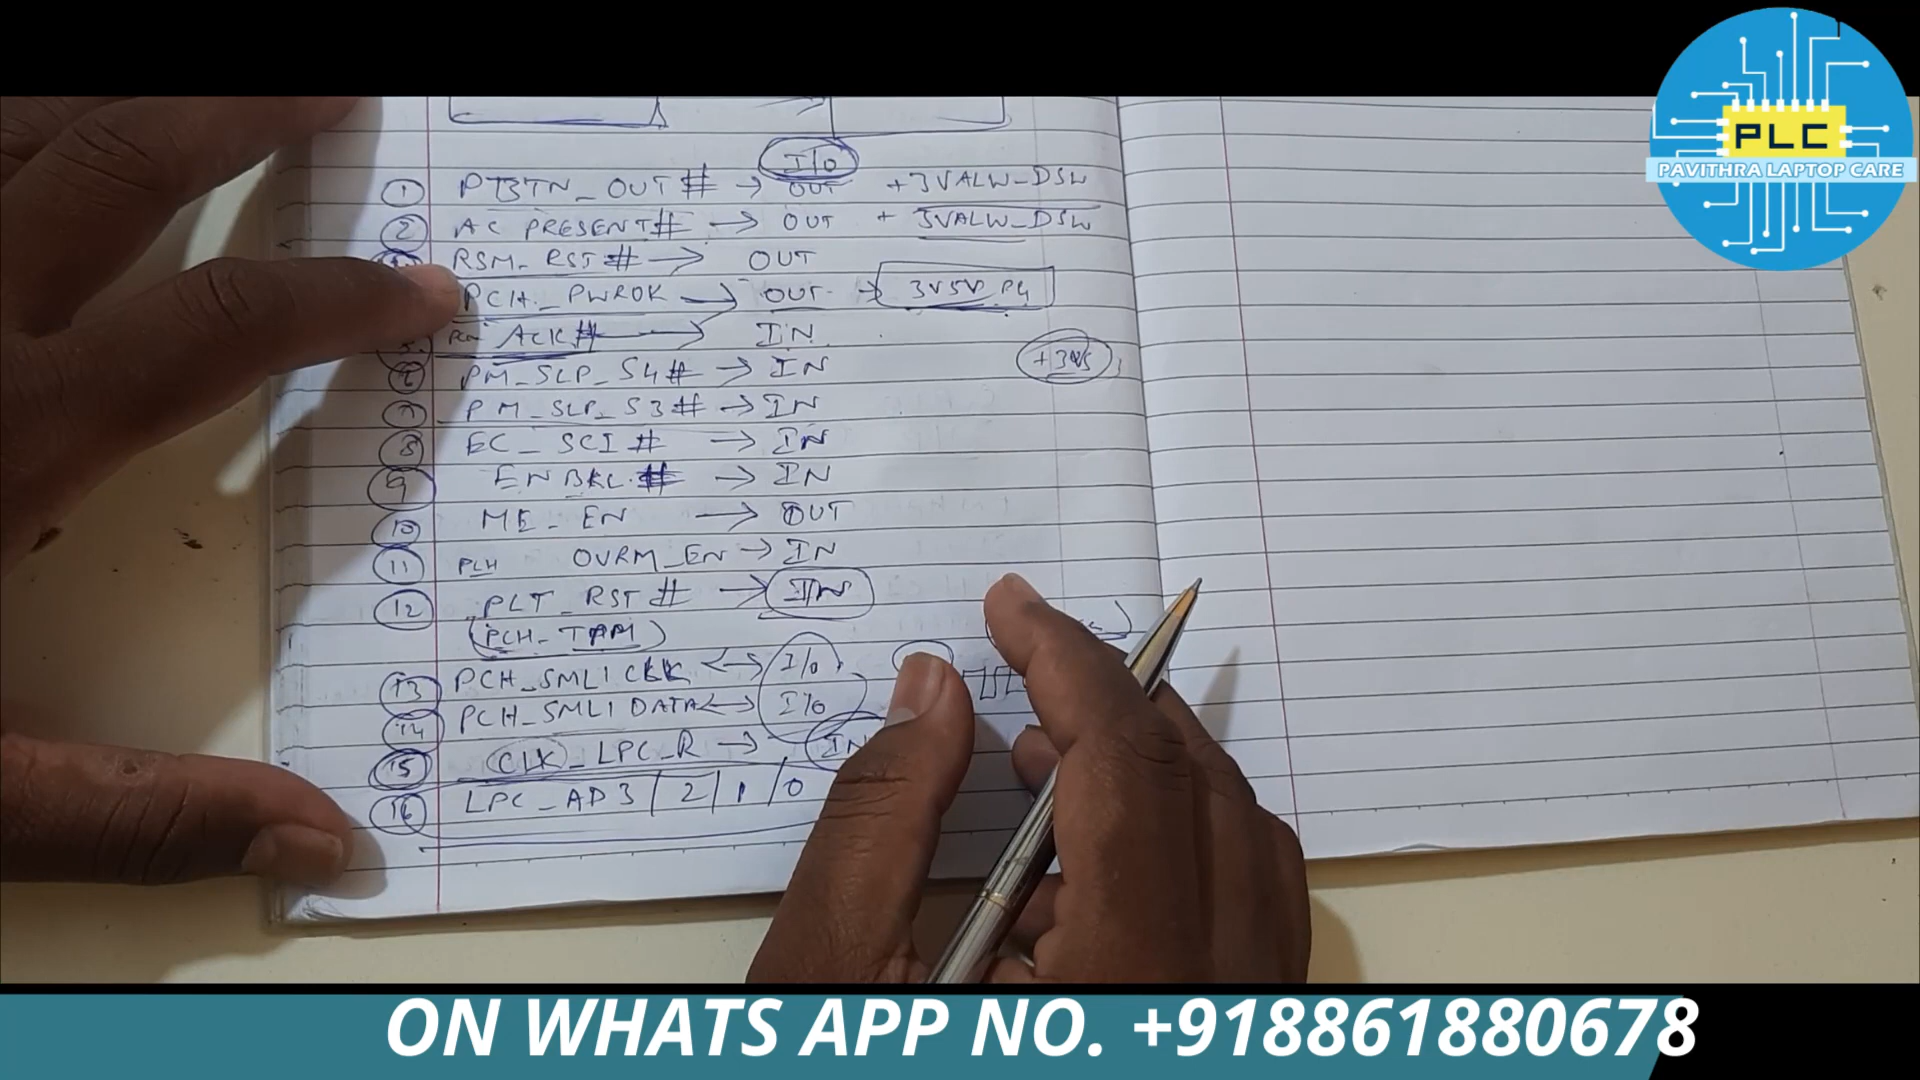 PLC
PAVITHRA LAPTOP CARE
I/O
1 PBTN_OUT# → OUT +3VALW_DSW
2 AC PRESENT# → OUT + 3VALW_DSW
RSM_RST# → OUT
PCH_PWROK → OUT → 3V5V_PG
5. ACK# → IN
6 PM_SLP_S4# → IN
+3VS
7 PM_SLP_S3# → IN
8 EC_SCI# → IN
9 ENBKL.# → IN
10 ME_EN → OUT
11 PCH OVRM_EN → IN
12 PLT_RST# → IN
(PCH_TPM)
13 PCH_SML1CLK <-> I/O
14 PCH_SML1DATA <-> I/O
15 CLK_LPC_R → IN
16 LPC_AD3/2/1/0
ON WHATS APP NO. +918861880678